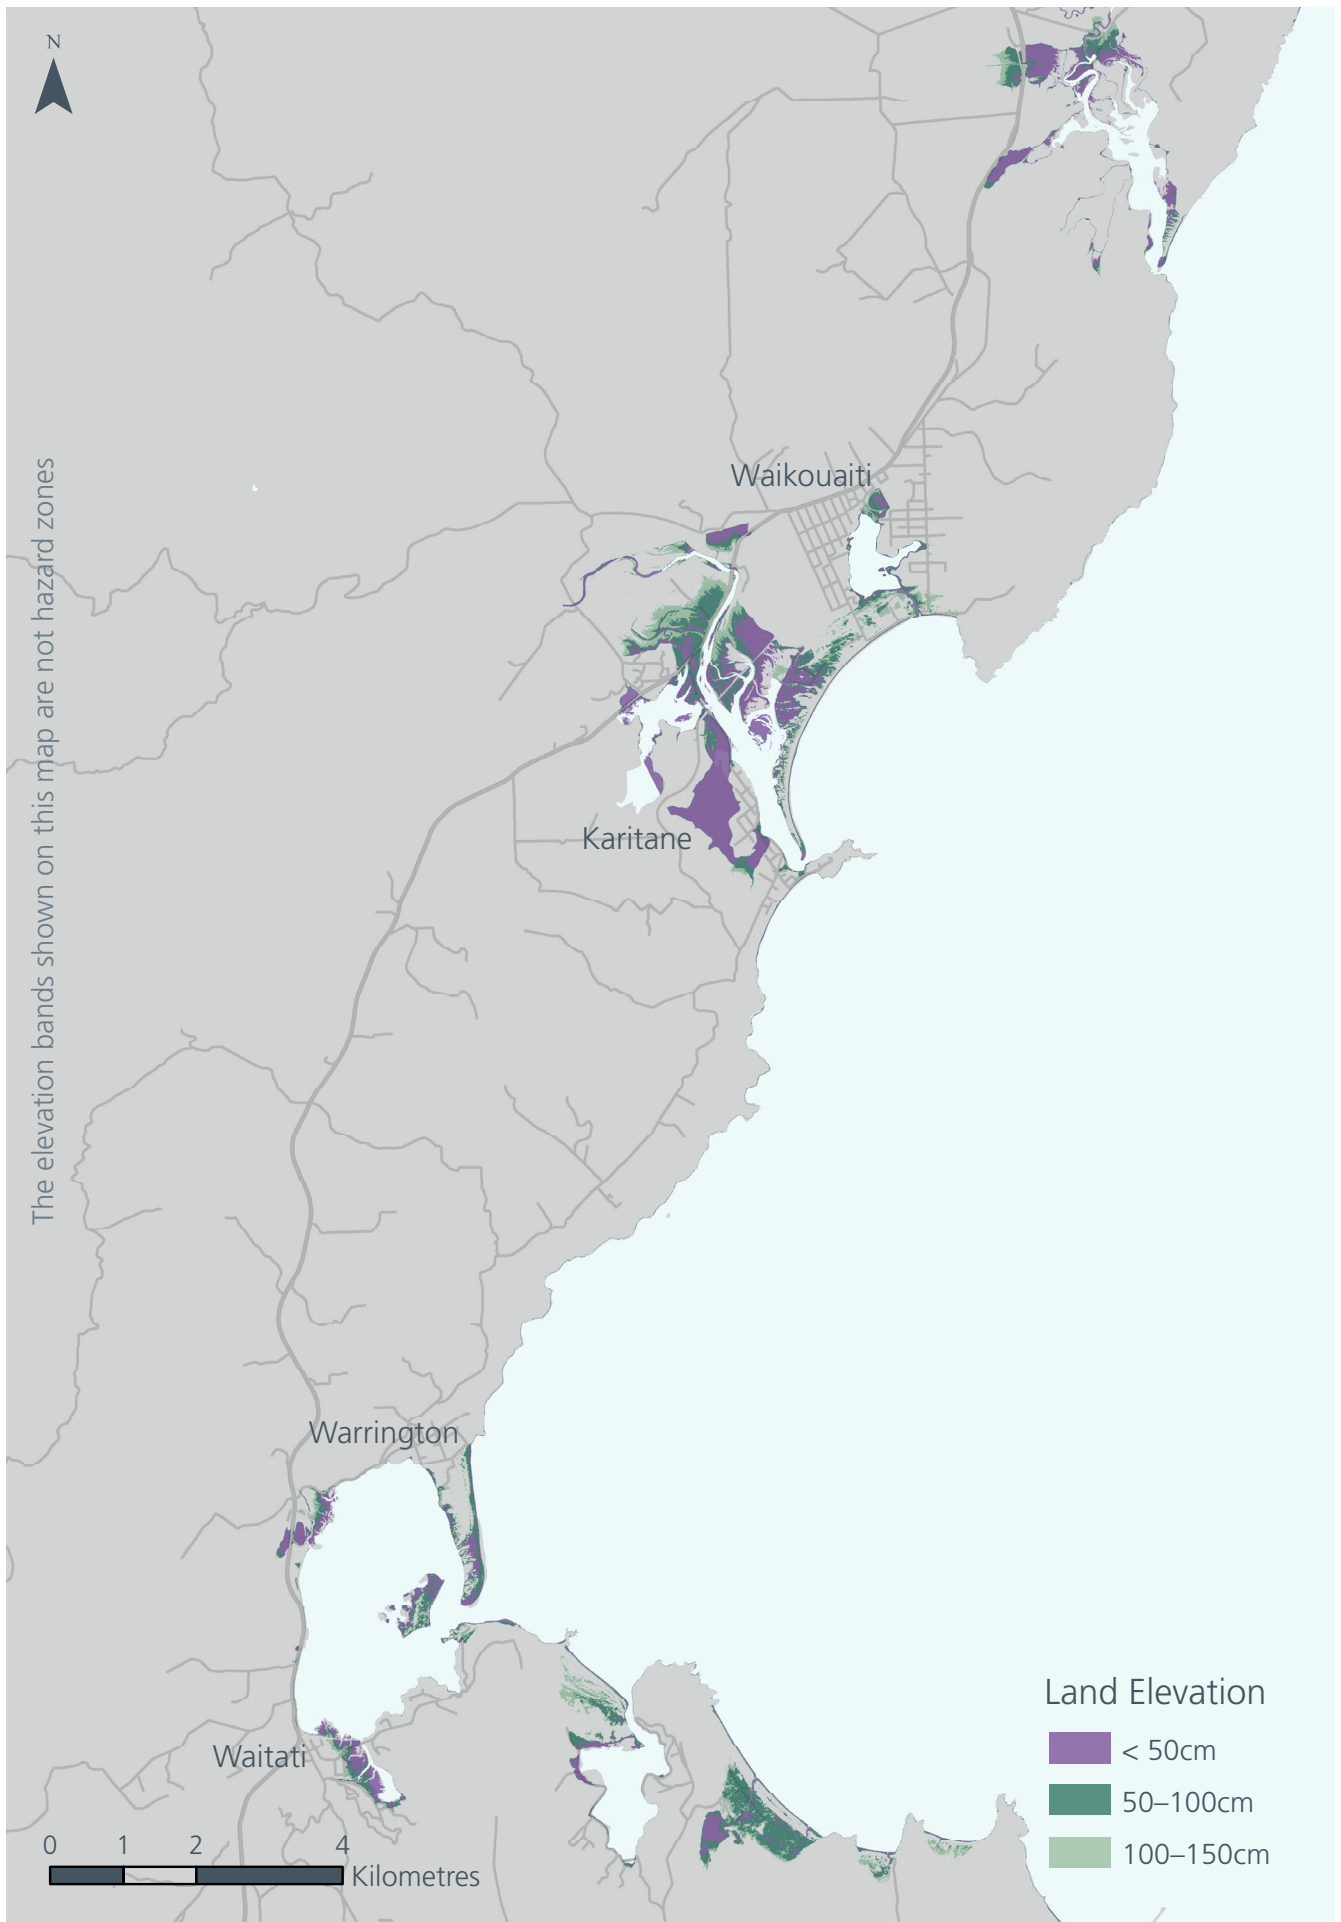 N
The elevation bands shown on this map are not hazard zones
Waikouaiti
Karitane
Warrington
Waitati
Land Elevation
< 50cm
50–100cm
100–150cm
0 1 2 4
Kilometres